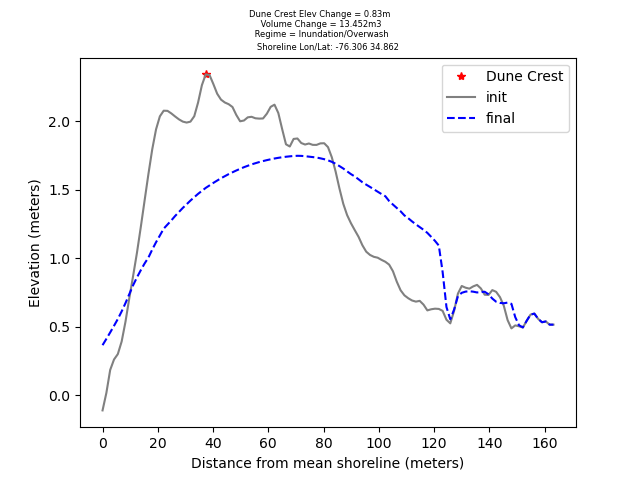 Dune Crest Elev Change = 0.83m
Volume Change = 13.452m3
Regime = Inundation/Overwash
Shoreline Lon/Lat: -76.306 34.862
Dune Crest
init
final
Elevation (meters)
2.0
1.5
1.0
0.5
0.0
0 20 40 60 80 100 120 140 160
Distance from mean shoreline (meters)